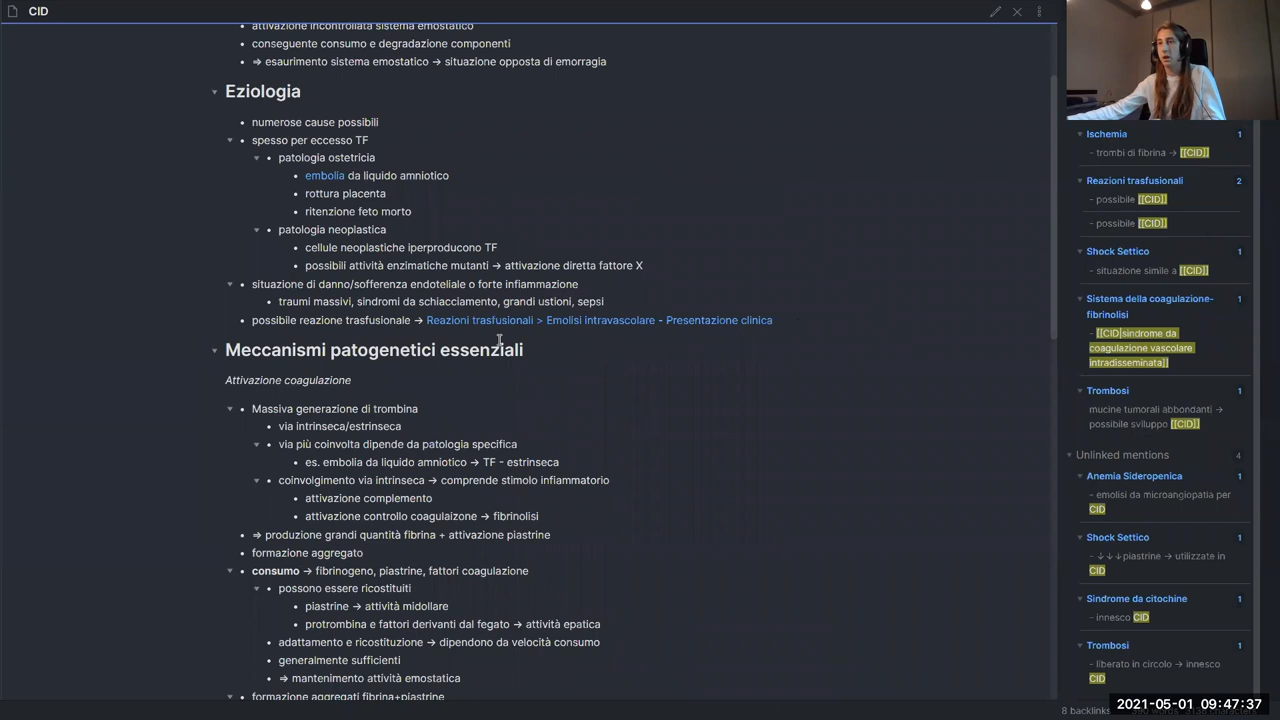 CID
attivazione incontrollata sistema emostatico
conseguente consumo e degradazione componenti
⇒ esaurimento sistema emostatico → situazione opposta di emorragia
Eziologia
numerose cause possibili
spesso per eccesso TF
patologia ostetricia
embolia da liquido amniotico
rottura placenta
ritenzione feto morto
patologia neoplastica
cellule neoplastiche iperproducono TF
possibili attività enzimatiche mutanti → attivazione diretta fattore X
situazione di danno/sofferenza endoteliale o forte infiammazione
traumi massivi, sindromi da schiacciamento, grandi ustioni, sepsi
possibile reazione trasfusionale → Reazioni trasfusionali > Emolisi intravascolare - Presentazione clinica
Meccanismi patogenetici essenziali
Attivazione coagulazione
Massiva generazione di trombina
via intrinseca/estrinseca
via più coinvolta dipende da patologia specifica
es. embolia da liquido amniotico → TF - estrinseca
coinvolgimento via intrinseca → comprende stimolo infiammatorio
attivazione complemento
attivazione controllo coagulaizone → fibrinolisi
⇒ produzione grandi quantità fibrina + attivazione piastrine
formazione aggregato
consumo → fibrinogeno, piastrine, fattori coagulazione
possono essere ricostituiti
piastrine → attività midollare
protrombina e fattori derivanti dal fegato → attività epatica
adattamento e ricostituzione → dipendono da velocità consumo
generalmente sufficienti
⇒ mantenimento attività emostatica
formazione aggregati fibrina+piastrine
Ischemia 1
- trombi di fibrina → [[CID]]
Reazioni trasfusionali 2
- possibile [[CID]]
- possibile [[CID]]
Shock Settico 1
- situazione simile a [[CID]]
Sistema della coagulazione- 1
fibrinolisi
- [[CID|sindrome da
coagulazione vascolare
intradisseminata]]
Trombosi 1
mucine tumorali abbondanti →
possibile sviluppo [[CID]]
Unlinked mentions 4
Anemia Sideropenica 1
- emolisi da microangiopatia per
CID
Shock Settico 1
- ↓↓↓piastrine → utilizzate in
CID
Sindrome da citochine 1
- innesco CID
Trombosi 1
- liberato in circolo → innesco
CID
8 backlinks
2021-05-01 09:47:37